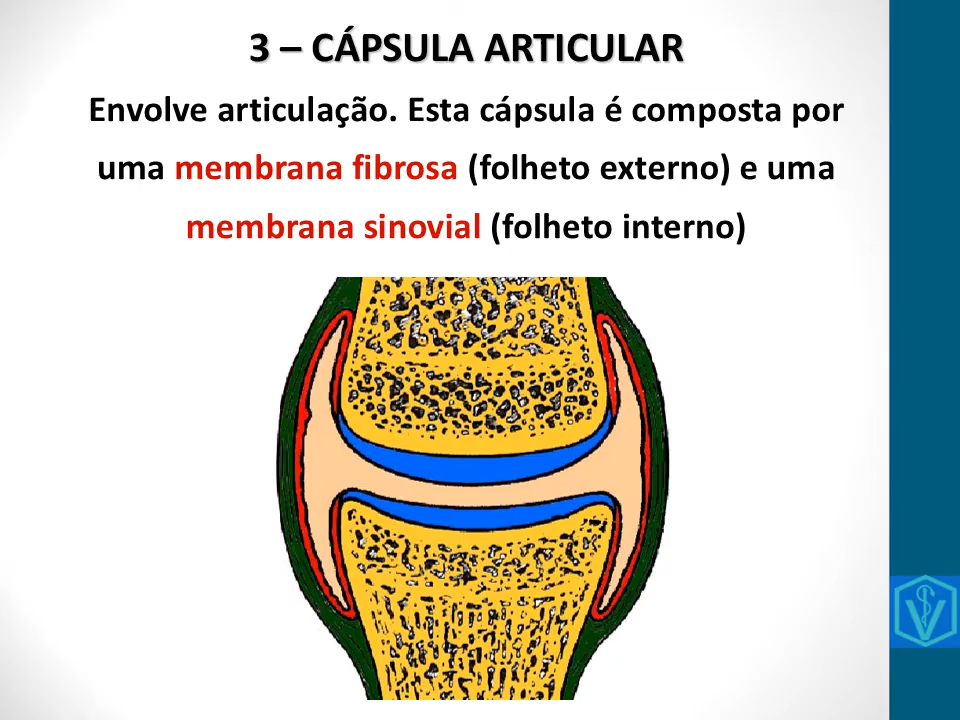 3 – CÁPSULA ARTICULAR
Envolve articulação. Esta cápsula é composta por
uma membrana fibrosa (folheto externo) e uma
membrana sinovial (folheto interno)